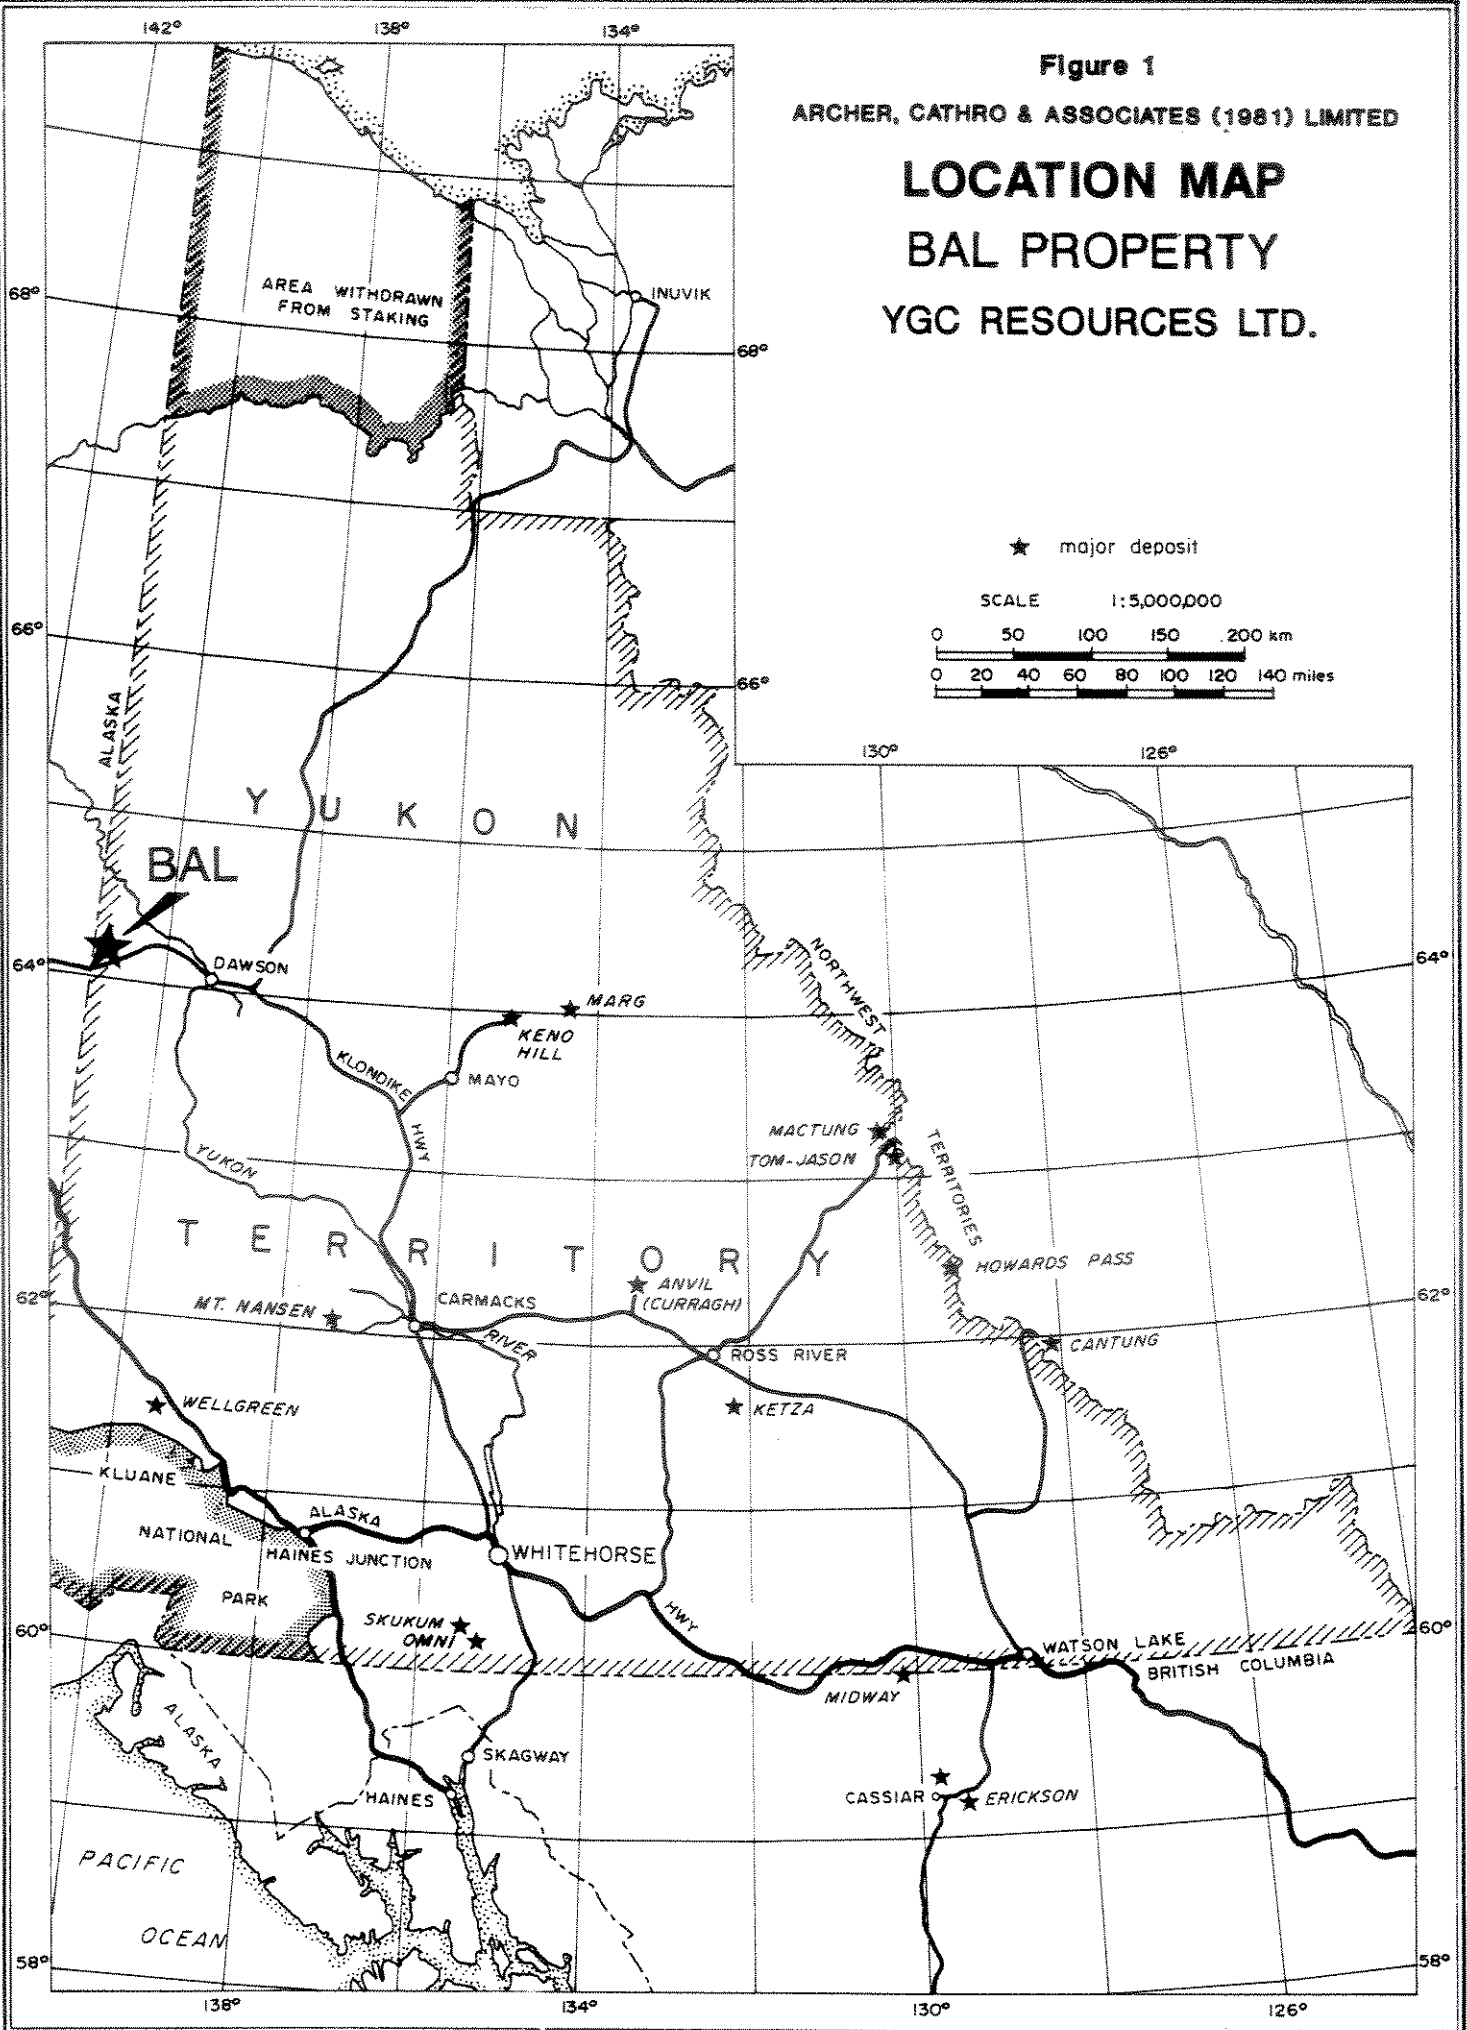 142°
138°
134°
Figure 1
ARCHER, CATHRO & ASSOCIATES (1981) LIMITED
LOCATION MAP
BAL PROPERTY
YGC RESOURCES LTD.
68°
AREA WITHDRAWN
FROM STAKING
INUVIK
68°
★ major deposit
SCALE 1:5,000,000
0 50 100 150 200 km
0 20 40 60 80 100 120 140 miles
66°
66°
ALASKA
130°
126°
YUKON
BAL
64°
DAWSON
NORTHWEST
64°
MARG
KENO
HILL
KLONDIKE
MAYO
HWY
MACTUNG
TOM-JASON
TERRITORIES
YUKON
TERRITORY
HOWARDS PASS
62°
ANVIL
(CURRAGH)
62°
MT. NANSEN
CARMACKS
RIVER
ROSS RIVER
CANTUNG
WELLGREEN
KETZA
KLUANE
ALASKA
NATIONAL
HAINES JUNCTION
WHITEHORSE
PARK
SKUKUM
OMNI
HWY
60°
60°
WATSON LAKE
BRITISH COLUMBIA
MIDWAY
ALASKA
SKAGWAY
HAINES
CASSIAR
ERICKSON
PACIFIC
OCEAN
58°
58°
138°
134°
130°
126°